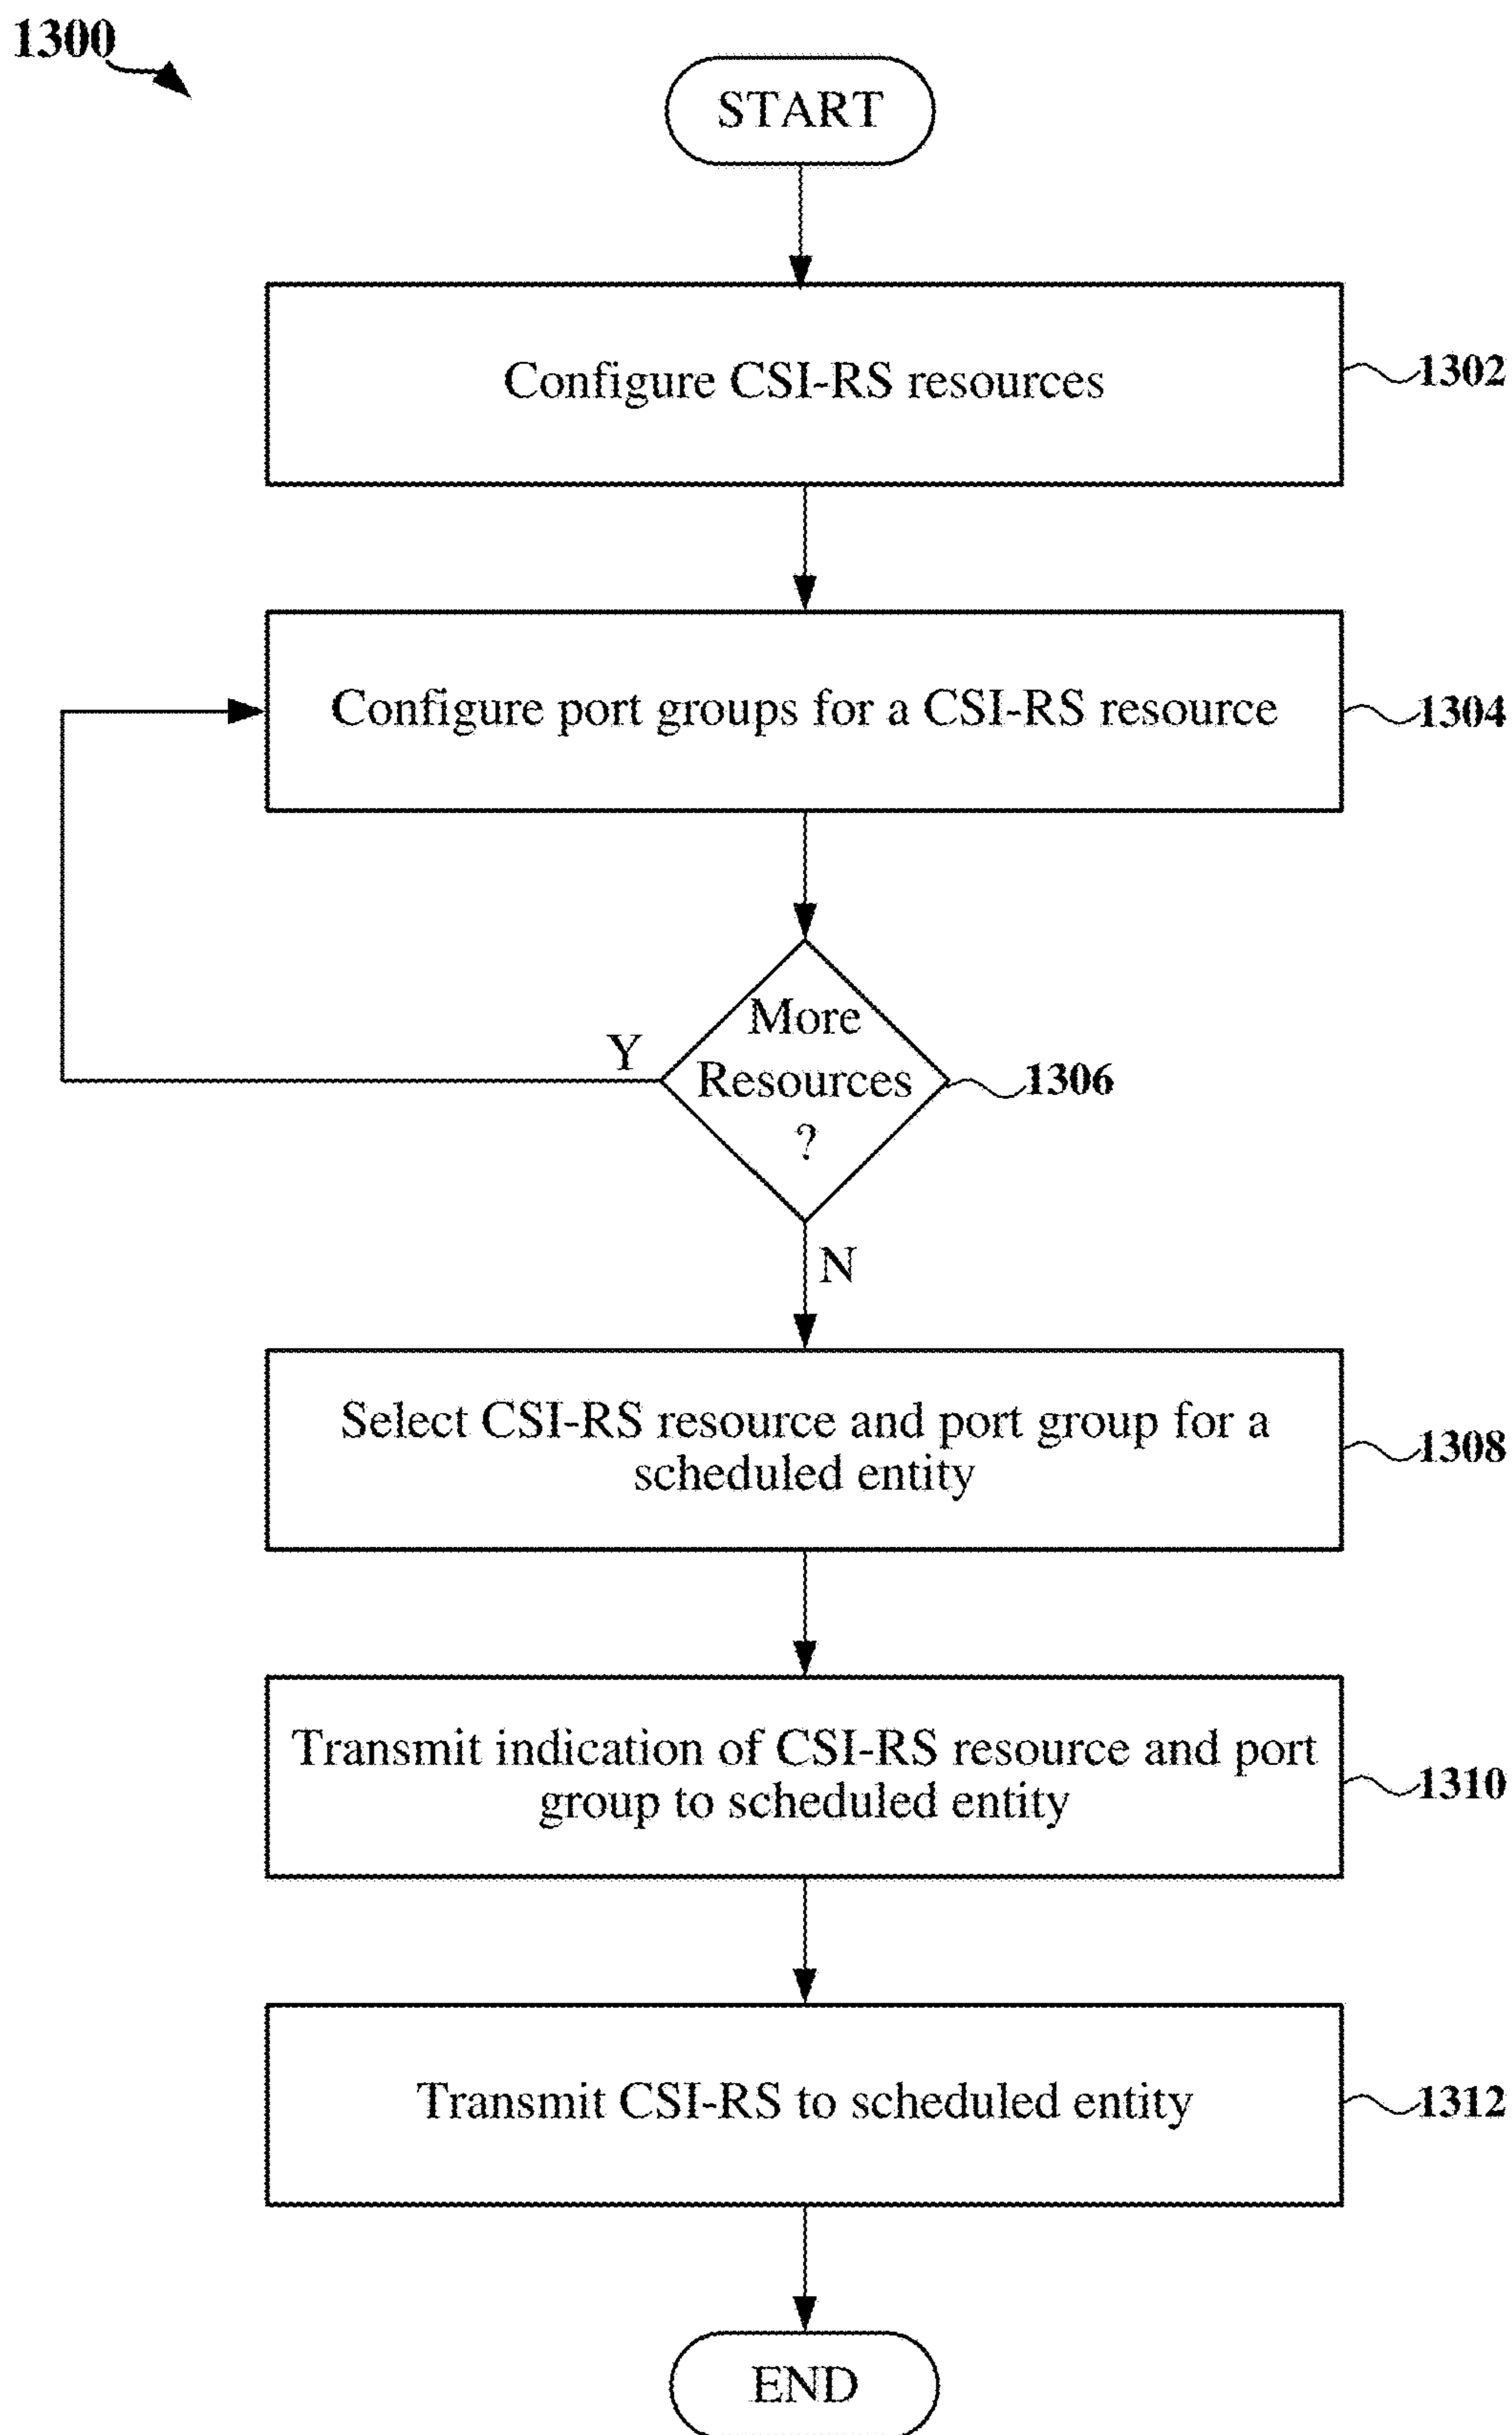 1300
START
Configure CSI-RS resources
1302
Configure port groups for a CSI-RS resource
1304
More
Resources
?
1306
Y
N
Select CSI-RS resource and port group for a
scheduled entity
1308
Transmit indication of CSI-RS resource and port
group to scheduled entity
1310
Transmit CSI-RS to scheduled entity
1312
END